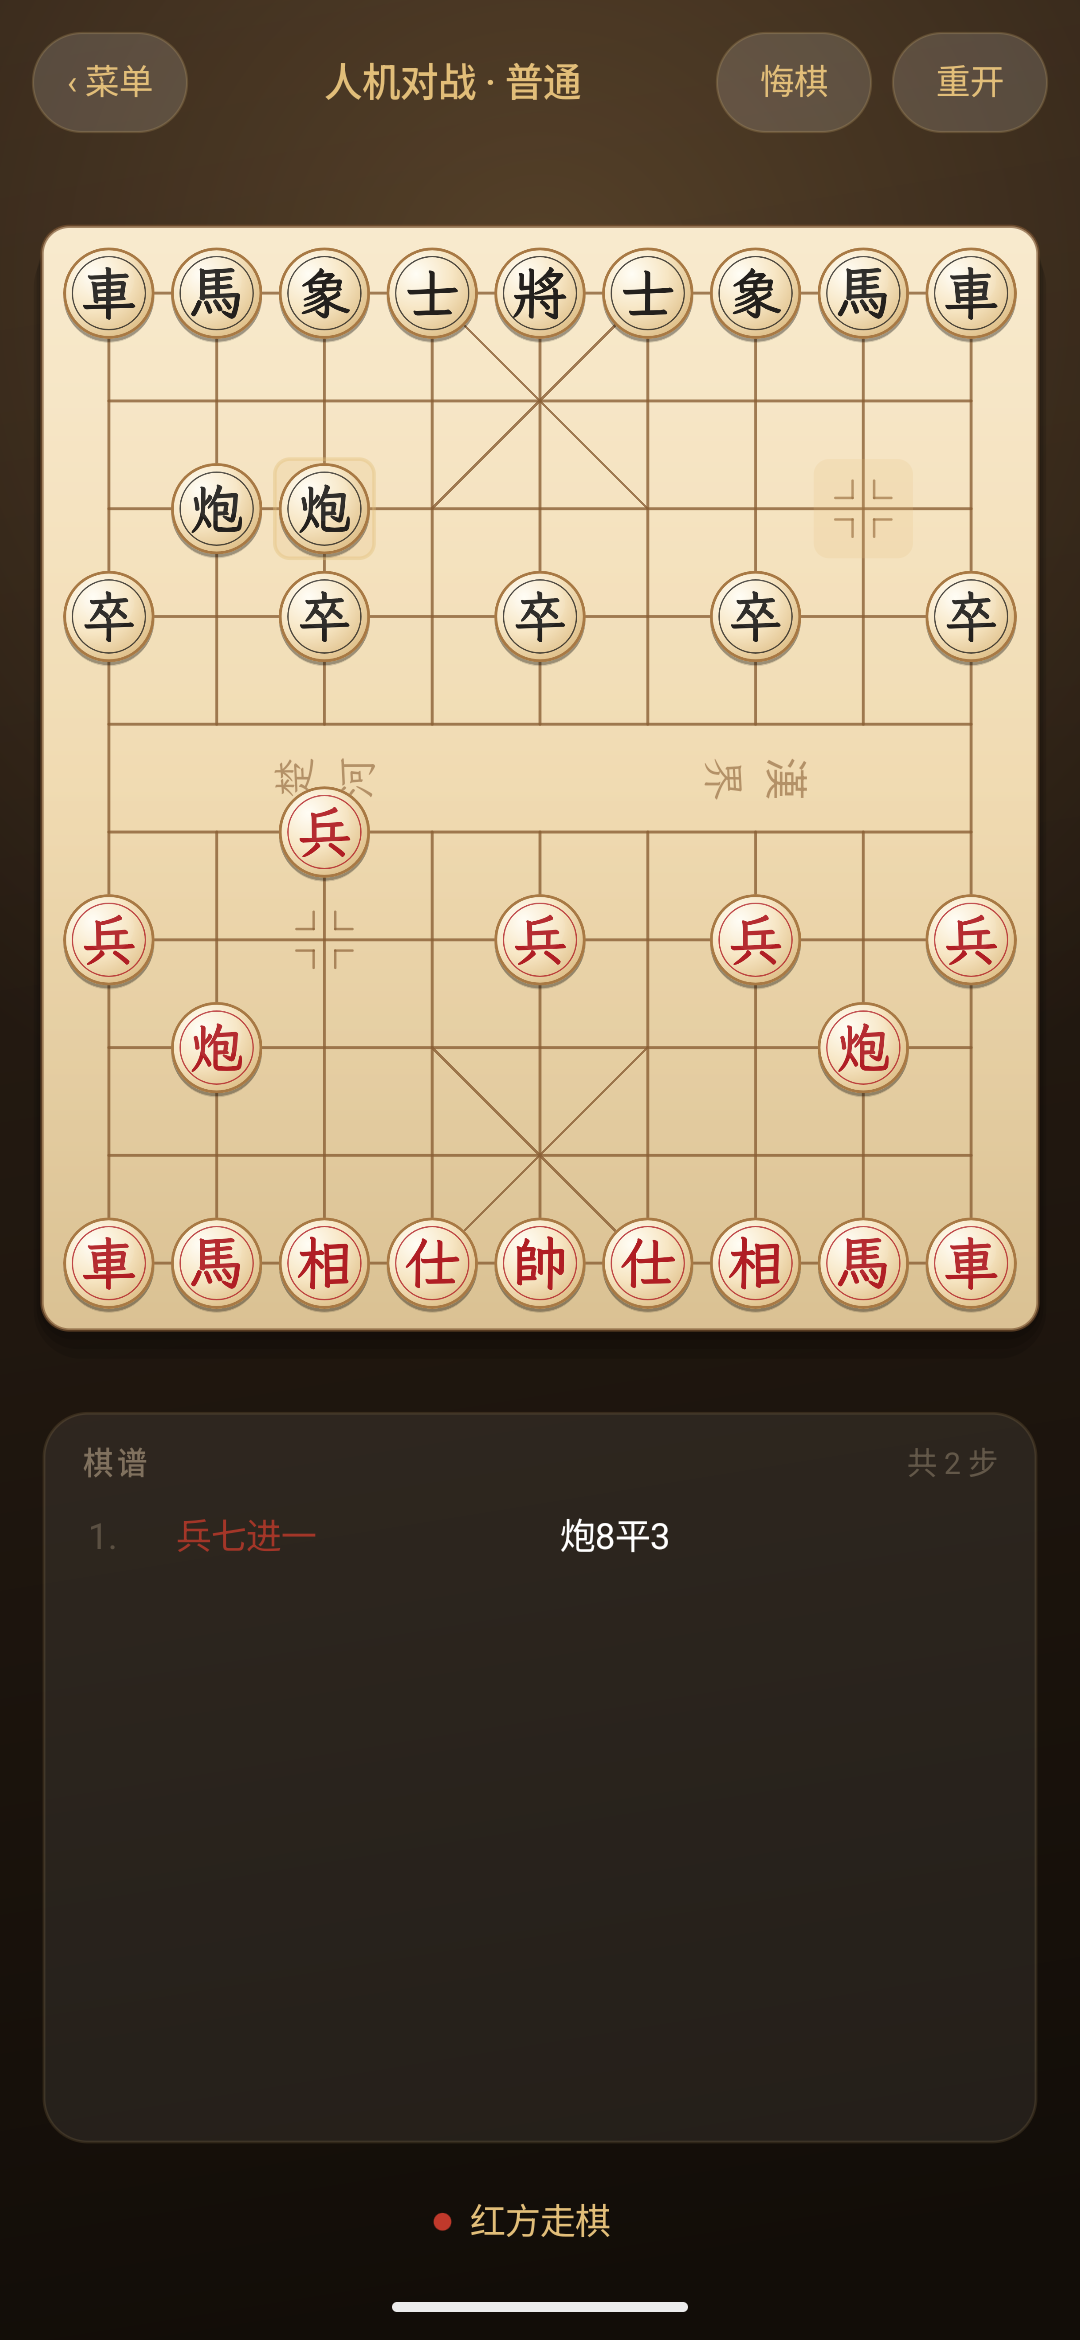 ‹ 菜单 人机对战 · 普通 悔棋 重开
車 馬 象 士 將 士 象 馬 車
炮 炮
卒 卒 卒 卒 卒
楚 河 界 漢
兵
兵 兵 兵 兵
炮 炮
車 馬 相 仕 帥 仕 相 馬 車
棋谱 共 2 步
1. 兵七进一 炮8平3
红方走棋